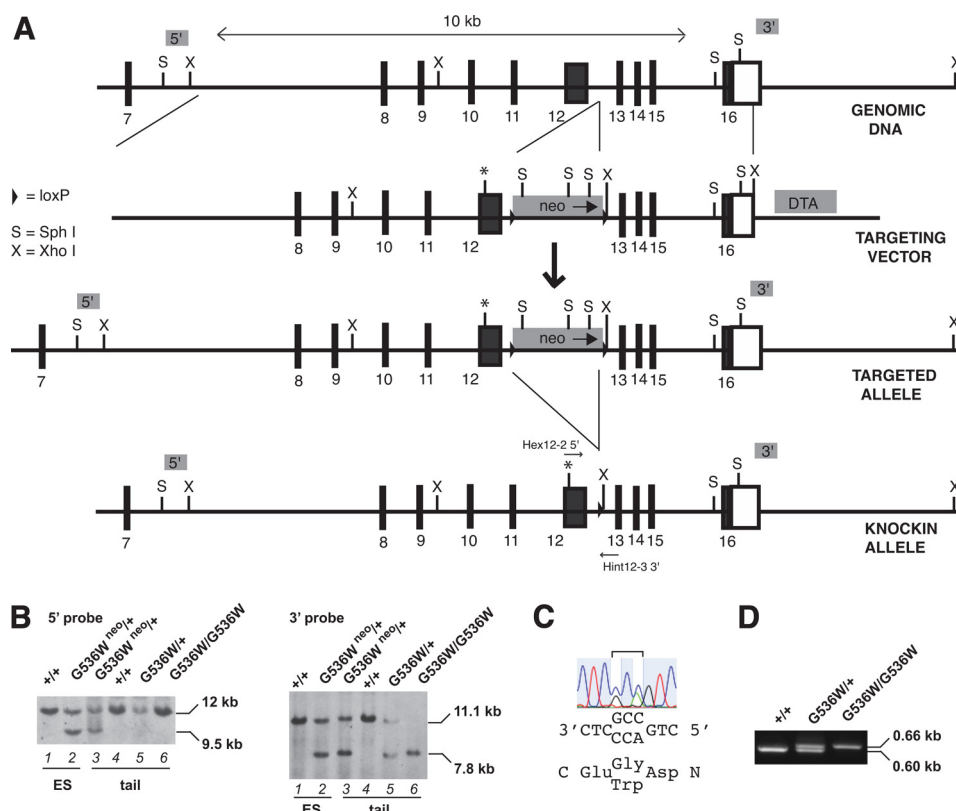 A
10 kb
5' S X X S S 3' X
7 8 9 10 11 12 13 14 15 16
GENOMIC
DNA
= loxP
S = Sph I
X = Xho I
X * S S S X S S X
neo DTA
8 9 10 11 12 13 14 15 16
TARGETING
VECTOR
5' S X X * S S S X S S 3' X
neo
7 8 9 10 11 12 13 14 15 16
TARGETED
ALLELE
Hex12-2 5'
5' S X X * X S S 3' X
7 8 9 10 11 12 13 14 15 16
Hint12-3 3'
KNOCKIN
ALLELE
B
5' probe
+/+ G536W neo/+ G536W neo/+ +/+ G536W/+ G536W/G536W
12 kb
9.5 kb
1 2 3 4 5 6
ES tail
3' probe
+/+ G536W neo/+ G536W neo/+ +/+ G536W/+ G536W/G536W
11.1 kb
7.8 kb
1 2 3 4 5 6
ES tail
C
GCC
3' CTC GTC 5'
CCA
Gly
C Glu Asp N
Trp
D
+/+ G536W/+ G536W/G536W
0.66 kb
0.60 kb